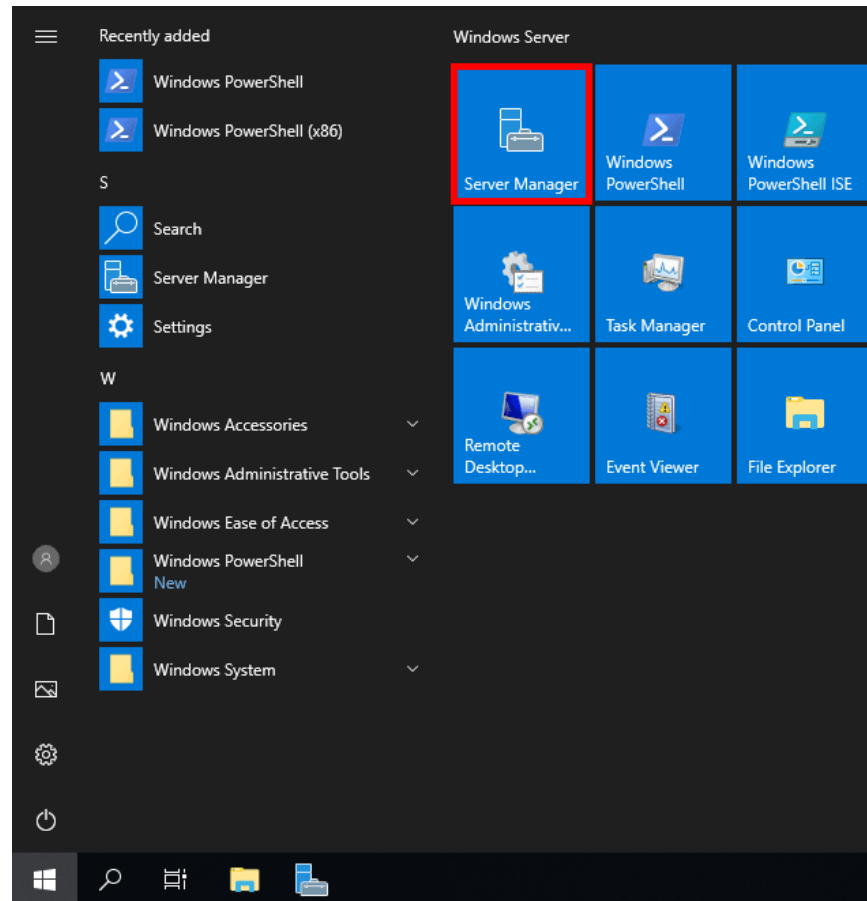 Recently added
Windows PowerShell
Windows PowerShell (x86)
S
Search
Server Manager
Settings
W
Windows Accessories
Windows Administrative Tools
Windows Ease of Access
Windows PowerShell
New
Windows Security
Windows System
Windows Server
Server Manager
Windows
PowerShell
Windows
PowerShell ISE
Windows
Administrativ...
Task Manager
Control Panel
Remote
Desktop...
Event Viewer
File Explorer